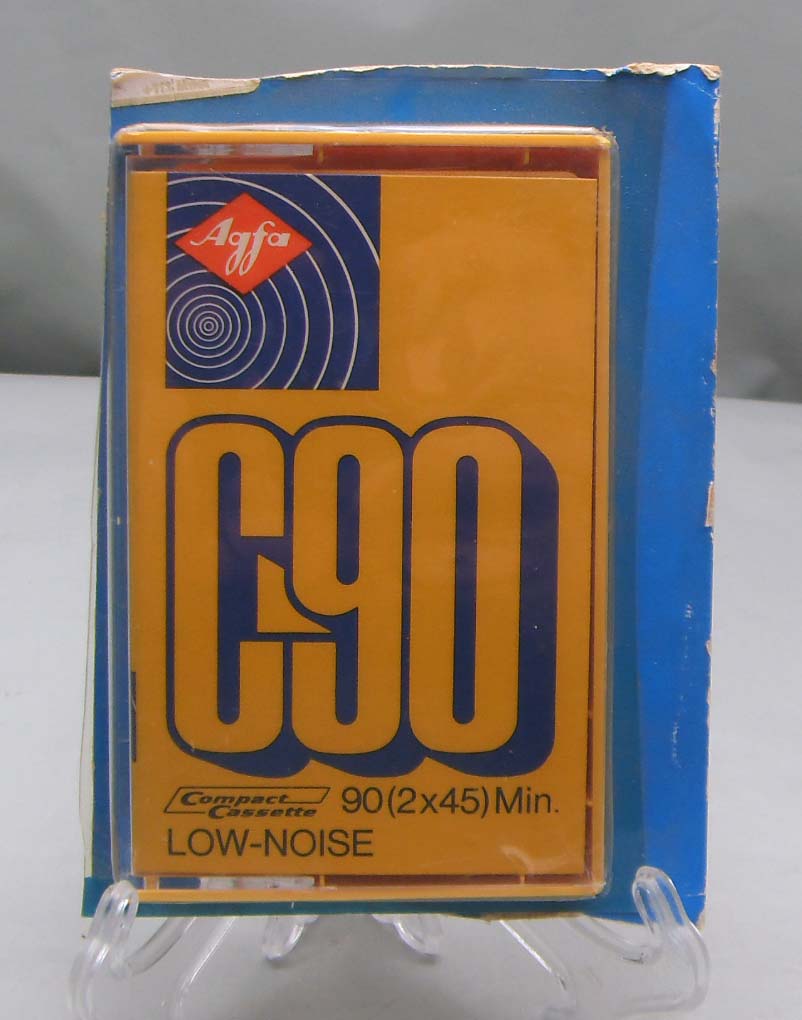 Agfa
C90
Compact
Cassette
90(2x45)Min.
LOW-NOISE